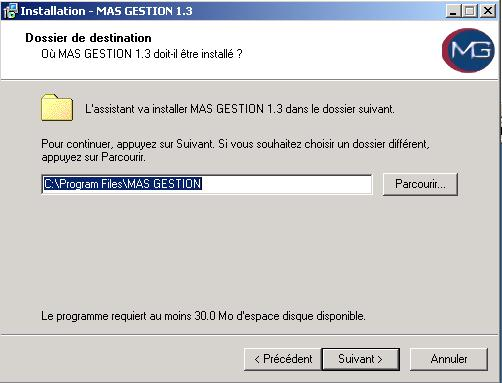 Installation - MAS GESTION 1.3
Dossier de destination
Où MAS GESTION 1.3 doit-il être installé ?
MG
L'assistant va installer MAS GESTION 1.3 dans le dossier suivant.
Pour continuer, appuyez sur Suivant. Si vous souhaitez choisir un dossier différent,
appuyez sur Parcourir.
C:\Program Files\MAS GESTION
Parcourir...
Le programme requiert au moins 30.0 Mo d'espace disque disponible.
< Précédent
Suivant >
Annuler